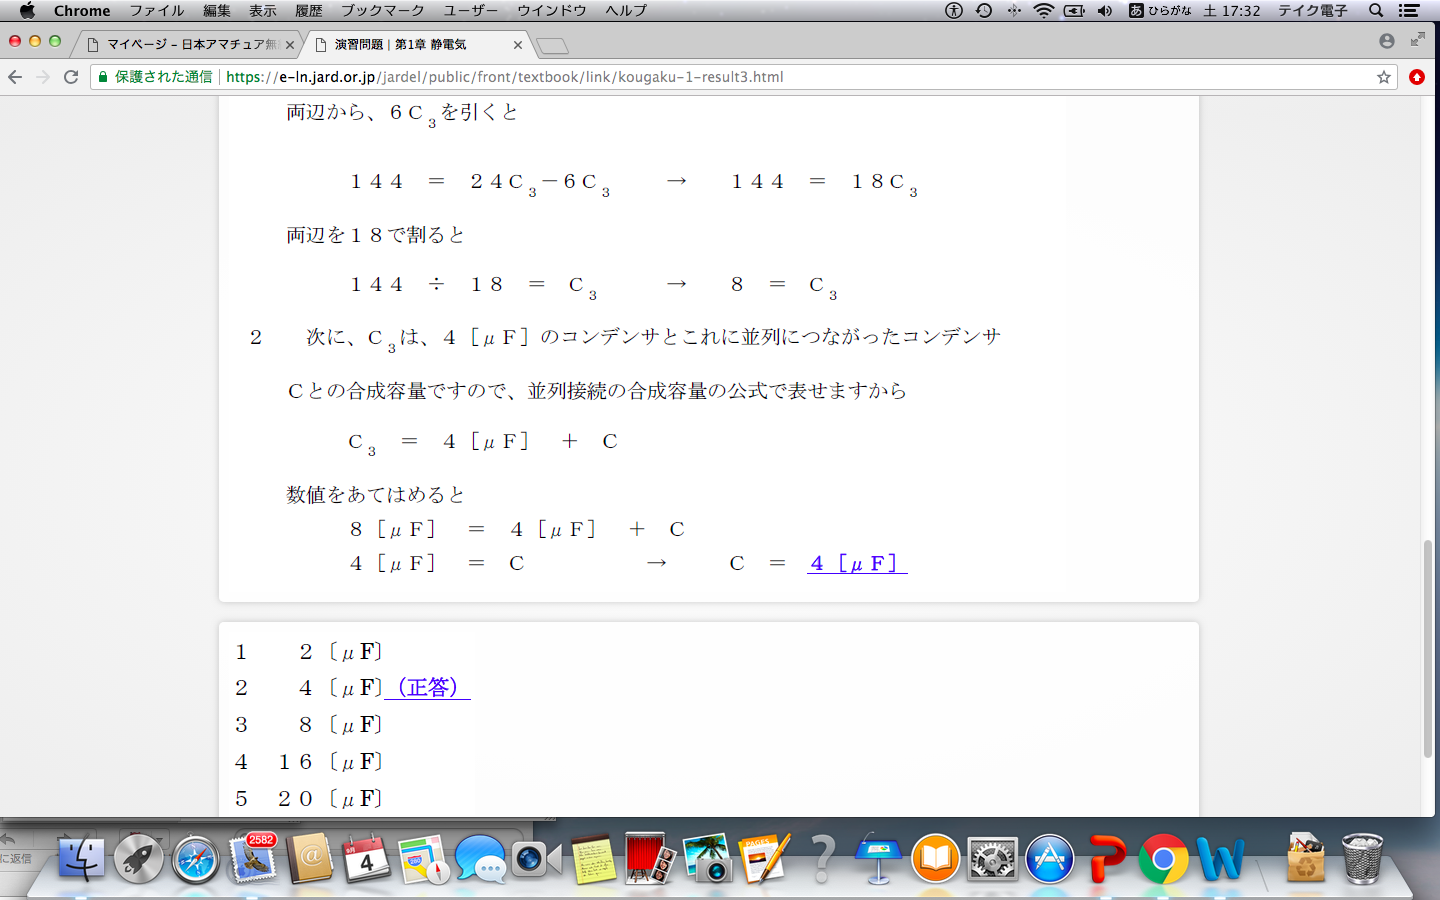 Chrome ファイル 編集 表示 履歴 ブックマーク ユーザー ウインドウ ヘルプ あ ひらがな 土 17:32 テイク電子
マイページ - 日本アマチュア無
演習問題 | 第1章 静電気
保護された通信 https://e-ln.jard.or.jp/jardel/public/front/textbook/link/kougaku-1-result3.html
両辺から、６Ｃ₃を引くと
１４４ ＝ ２４Ｃ₃－６Ｃ₃ → １４４ ＝ １８Ｃ₃
両辺を１８で割ると
１４４ ÷ １８ ＝ Ｃ₃ → ８ ＝ Ｃ₃
２ 次に、Ｃ₃は、４［μＦ］のコンデンサとこれに並列につながったコンデンサ
Ｃとの合成容量ですので、並列接続の合成容量の公式で表せますから
Ｃ₃ ＝ ４［μＦ］ ＋ Ｃ
数値をあてはめると
８［μＦ］ ＝ ４［μＦ］ ＋ Ｃ
４［μＦ］ ＝ Ｃ → Ｃ ＝ ４［μＦ］
１ ２〔μＦ〕
２ ４〔μＦ〕（正答）
３ ８〔μＦ〕
４ １６〔μＦ〕
５ ２０〔μＦ〕
に返信
2582
@
9月
4
280
PAGES
?